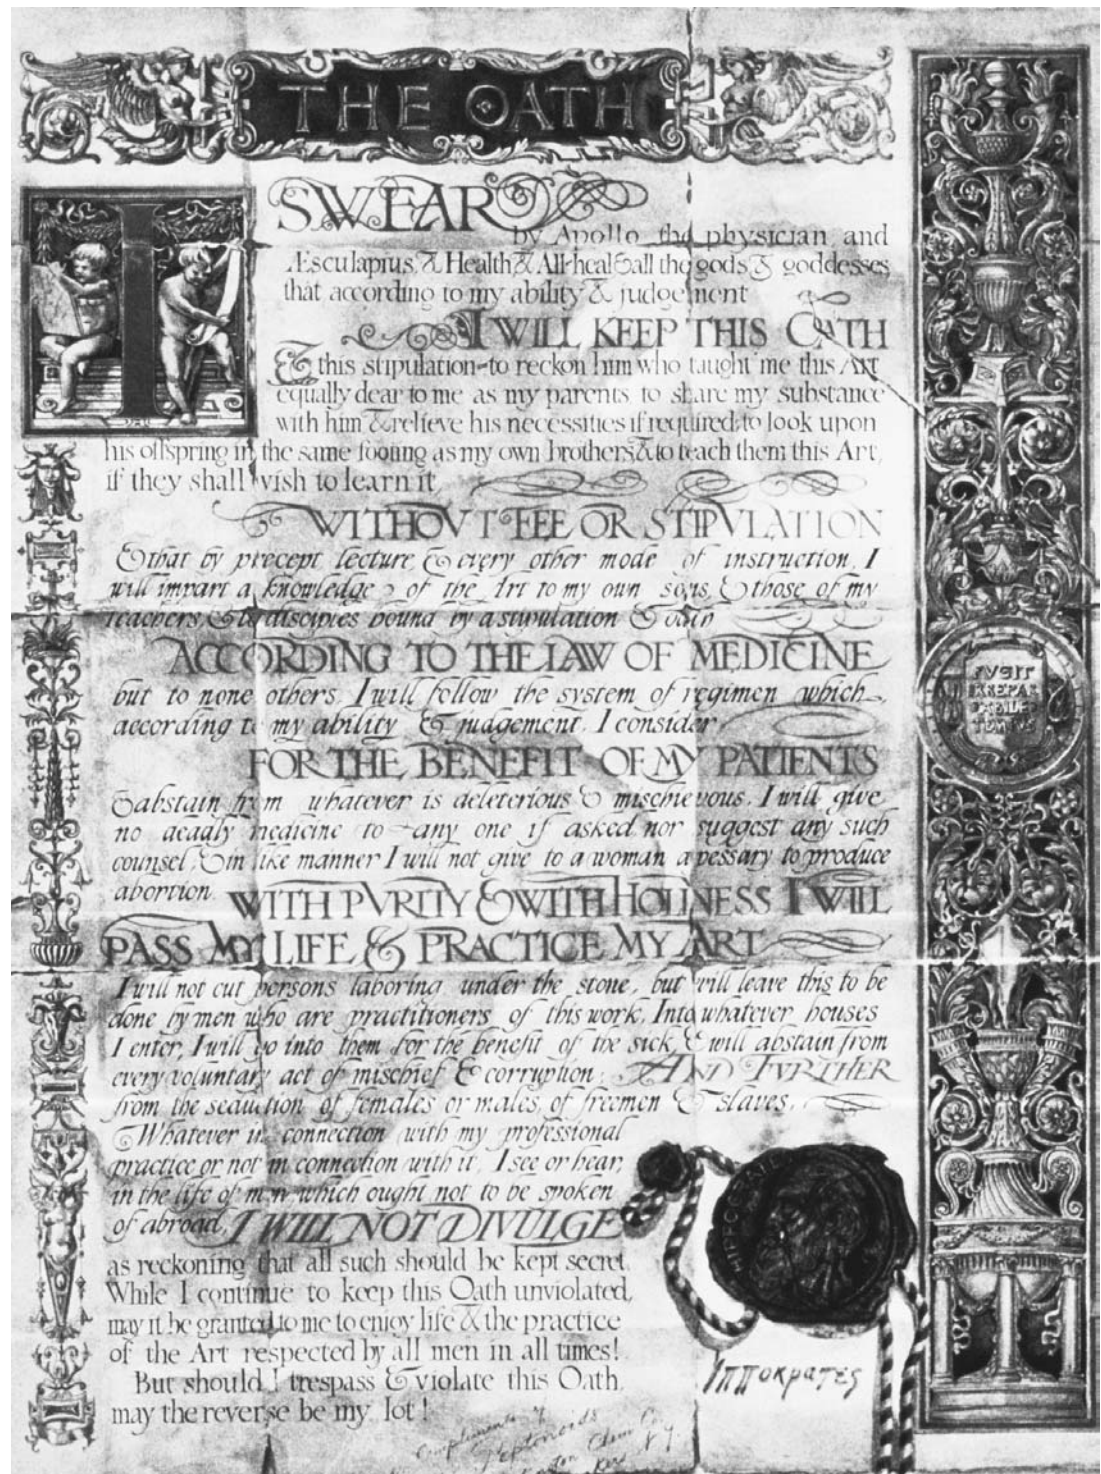 THE OATH
I SWEAR
by Apollo, the physician, and
Æsculapius, & Health & All-heal & all the gods & goddesses
that according to my ability & judgement
I WILL KEEP THIS OATH
& this stipulation-to reckon him who taught me this Art
equally dear to me as my parents, to share my substance
with him & relieve his necessities if required; to look upon
his offspring in the same footing as my own brothers, & to teach them this Art,
if they shall wish to learn it,
WITHOVT FEE OR STIPVLATION
& that by precept, lecture, & every other mode of instruction, I
will impart a knowledge of the Art to my own sons, & those of my
teachers, & to disciples bound by a stipulation & oath
ACCORDING TO THE LAW OF MEDICINE
but to none others. I will follow the system of regimen which,
according to my ability & judgement, I consider
FOR THE BENEFIT OF MY PATIENTS
& abstain from whatever is deleterious & mischievous. I will give
no deadly medicine to any one if asked nor suggest any such
counsel, & in like manner I will not give to a woman a pessary to produce
abortion. WITH PVRITY & WITH HOLINESS I WILL
PASS MY LIFE & PRACTICE MY ART
I will not cut persons laboring under the stone, but will leave this to be
done by men who are practitioners of this work. Into whatever houses
I enter, I will go into them for the benefit of the sick, & will abstain from
every voluntary act of mischief & corruption; AND FVRTHER
from the seduction of females or males, of freemen & slaves.
Whatever in connection with my professional
practice or not in connection with it, I see or hear,
in the life of men which ought not to be spoken
of abroad, I WILL NOT DIVULGE
as reckoning that all such should be kept secret.
While I continue to keep this Oath unviolated,
may it be granted to me to enjoy life & the practice
of the Art respected by all men in all times!
But should I trespass & violate this Oath,
may the reverse be my lot!
FVGIT
IRREPAR
ABILE
TEMPVS
Ιπποκρατες
Compliments of
Peptonoids
Chem Co
N Y